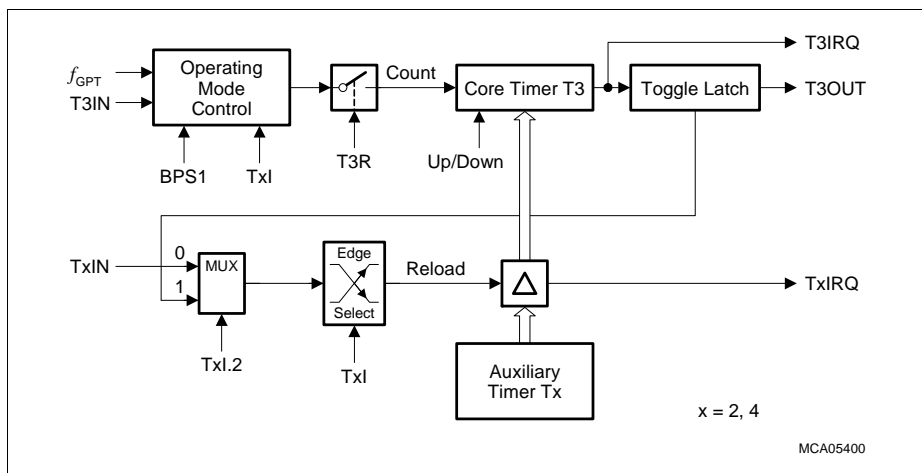 T3IRQ
fGPT
Operating
Mode
Control
Count
Core Timer T3
Toggle Latch
T3OUT
T3IN
BPS1
TxI
T3R
Up/Down
TxIN
0
1
MUX
Edge
Select
Reload
Δ
TxIRQ
TxI.2
TxI
Auxiliary
Timer Tx
x = 2, 4
MCA05400